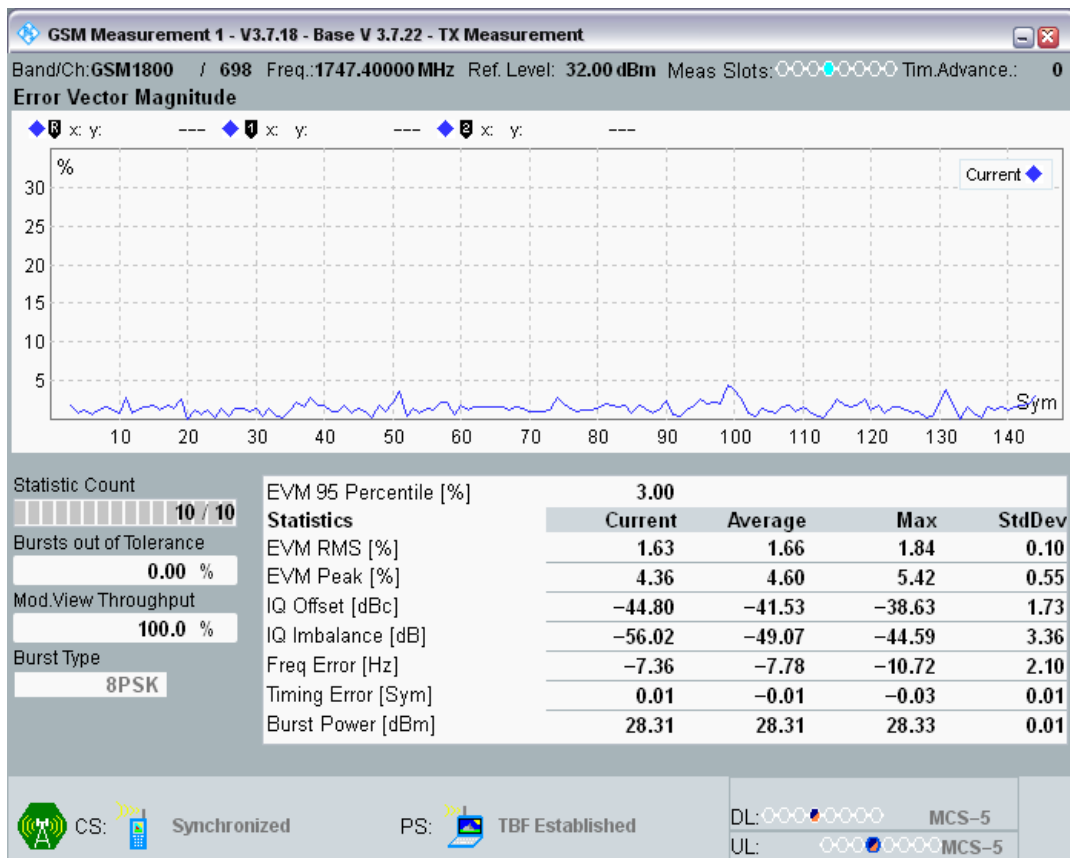 GSM Measurement 1 - V3.7.18 - Base V 3.7.22 - TX Measurement
Band/Ch:GSM1800 / 698 Freq.:1747.40000 MHz Ref. Level: 32.00 dBm Meas Slots: Tim.Advance.: 0
Error Vector Magnitude
R x: y: --- 1 x: y: --- 2 x: y: ---
%
Current
30
25
20
15
10
5
Sym
10 20 30 40 50 60 70 80 90 100 110 120 130 140
Statistic Count
10 / 10
Bursts out of Tolerance
0.00 %
Mod.View Throughput
100.0 %
Burst Type
8PSK
EVM 95 Percentile [%] 3.00
Statistics Current Average Max StdDev
EVM RMS [%] 1.63 1.66 1.84 0.10
EVM Peak [%] 4.36 4.60 5.42 0.55
IQ Offset [dBc] −44.80 −41.53 −38.63 1.73
IQ Imbalance [dB] −56.02 −49.07 −44.59 3.36
Freq Error [Hz] −7.36 −7.78 −10.72 2.10
Timing Error [Sym] 0.01 −0.01 −0.03 0.01
Burst Power [dBm] 28.31 28.31 28.33 0.01
CS: Synchronized PS: TBF Established
DL: MCS−5
UL: MCS−5